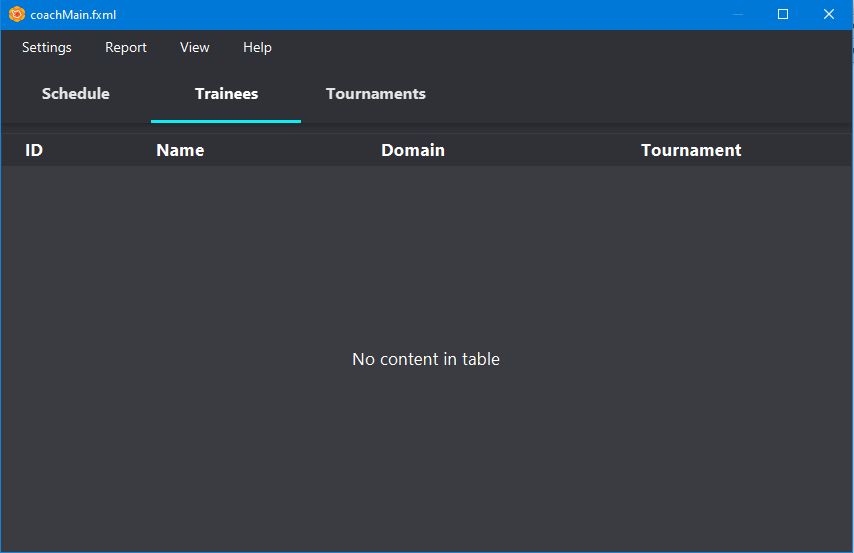 coachMain.fxml
Settings Report View Help
Schedule Trainees Tournaments
ID Name Domain Tournament
No content in table